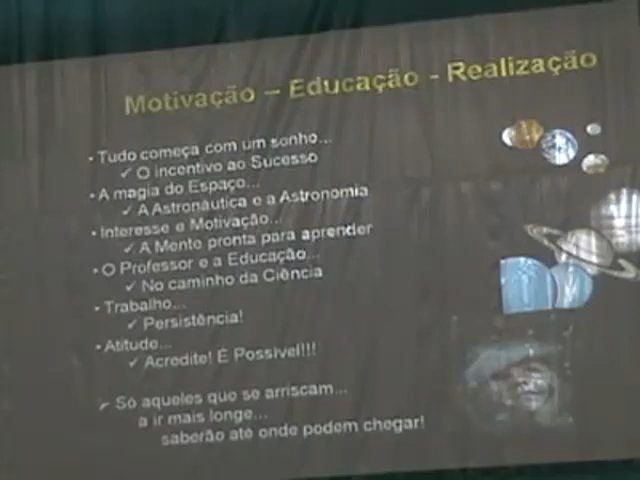 Motivação – Educação - Realização
• Tudo começa com um sonho...
✓ O incentivo ao Sucesso
• A magia do Espaço...
✓ A Astronáutica e a Astronomia
• Interesse e Motivação...
✓ A Mente pronta para aprender
• O Professor e a Educação...
✓ No caminho da Ciência
• Trabalho...
✓ Persistência!
• Atitude...
✓ Acredite! É Possível!!!
➢ Só aqueles que se arriscam...
a ir mais longe...
saberão até onde podem chegar!